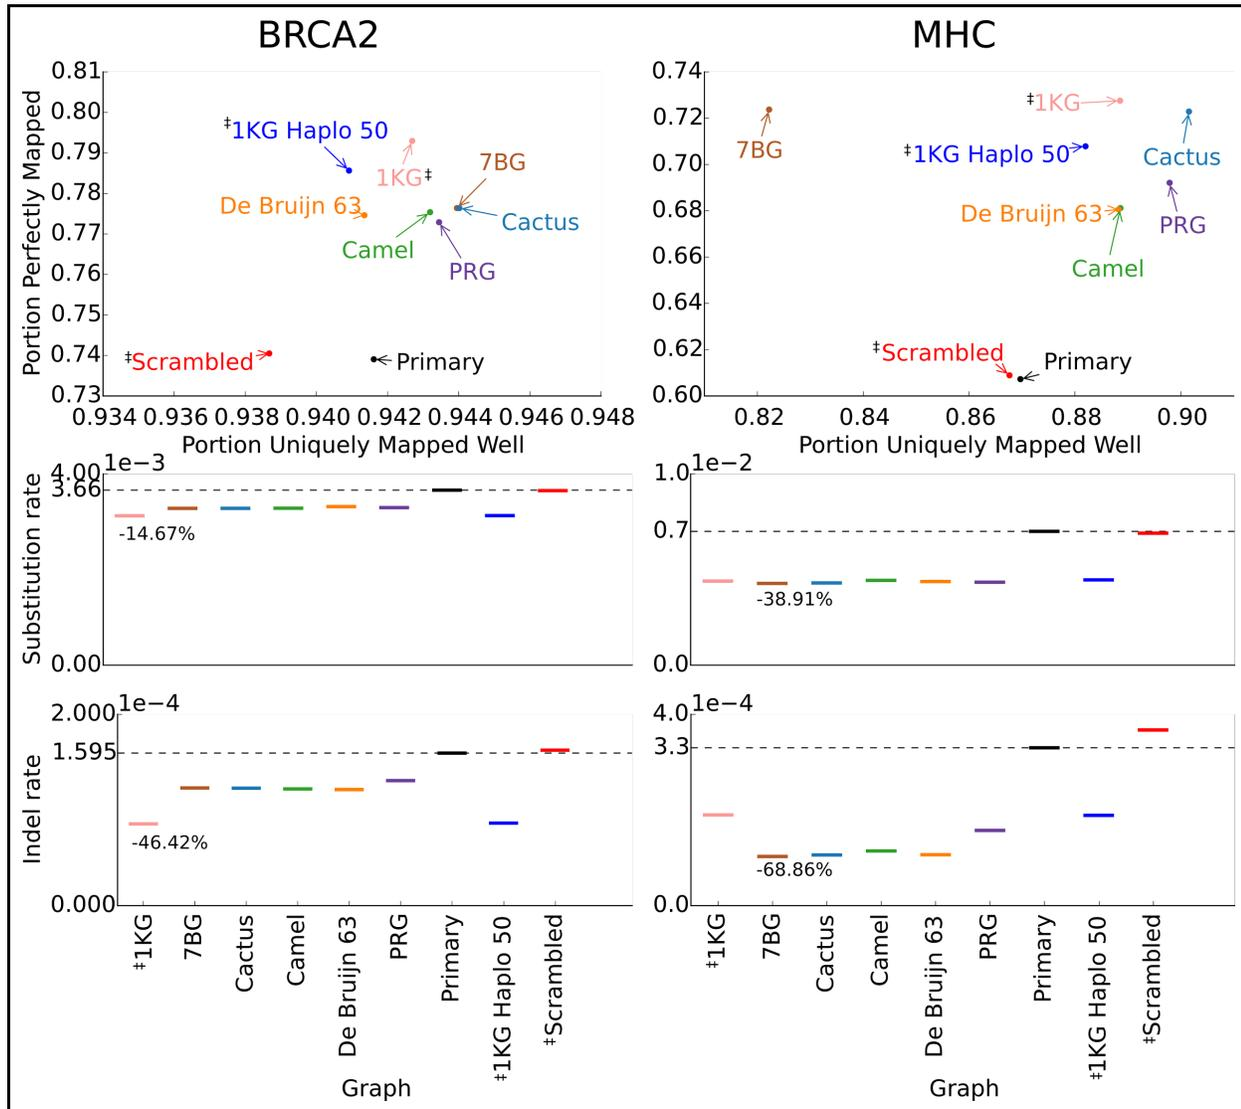 BRCA2
MHC
Portion Perfectly Mapped
0.81
0.80
0.79
0.78
0.77
0.76
0.75
0.74
0.73
‡1KG Haplo 50
1KG‡
7BG
De Bruijn 63
Cactus
Camel
PRG
‡Scrambled
Primary
0.934 0.936 0.938 0.940 0.942 0.944 0.946 0.948
Portion Uniquely Mapped Well
0.74
0.72
0.70
0.68
0.66
0.64
0.62
0.60
‡1KG
7BG
‡1KG Haplo 50
Cactus
De Bruijn 63
PRG
Camel
‡Scrambled
Primary
0.82 0.84 0.86 0.88 0.90
Portion Uniquely Mapped Well
Substitution rate
1e−3
4.00
3.66
-14.67%
0.00
1e−2
1.0
0.7
-38.91%
0.0
Indel rate
1e−4
2.000
1.595
-46.42%
0.000
1e−4
4.0
3.3
-68.86%
0.0
‡1KG
7BG
Cactus
Camel
De Bruijn 63
PRG
Primary
‡1KG Haplo 50
‡Scrambled
Graph
‡1KG
7BG
Cactus
Camel
De Bruijn 63
PRG
Primary
‡1KG Haplo 50
‡Scrambled
Graph